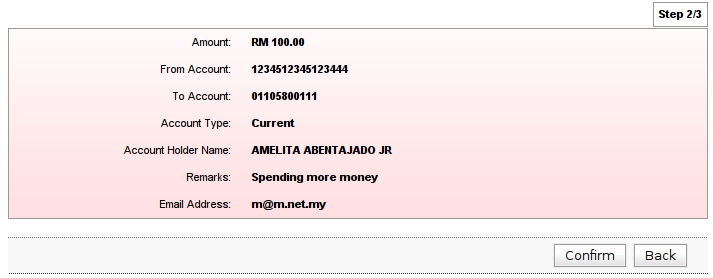 Step 2/3
Amount: RM 100.00
From Account: 1234512345123444
To Account: 01105800111
Account Type: Current
Account Holder Name: AMELITA ABENTAJADO JR
Remarks: Spending more money
Email Address: m@m.net.my
Confirm Back